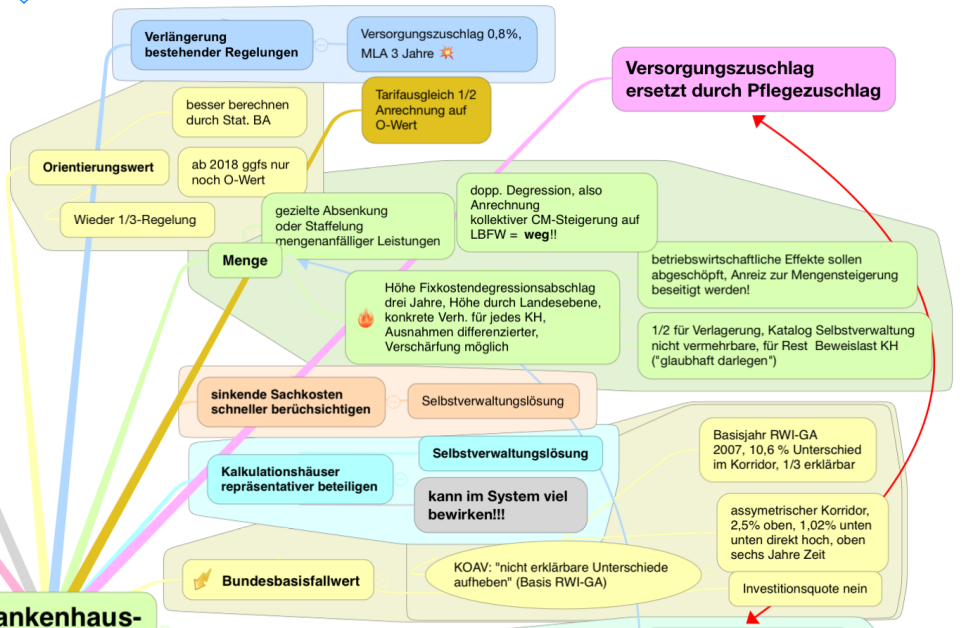 Verlängerung
bestehender Regelungen
Versorgungszuschlag 0,8%,
MLA 3 Jahre
Versorgungszuschlag
ersetzt durch Pflegezuschlag
Tarifausgleich 1/2
Anrechnung auf
O-Wert
besser berechnen
durch Stat. BA
Orientierungswert
ab 2018 ggfs nur
noch O-Wert
Wieder 1/3-Regelung
gezielte Absenkung
oder Staffelung
mengenanfälliger Leistungen
dopp. Degression, also
Anrechnung
kollektiver CM-Steigerung auf
LBFW = weg!!
Menge
betriebswirtschaftliche Effekte sollen
abgeschöpft, Anreiz zur Mengensteigerung
beseitigt werden!
Höhe Fixkostendegressionsabschlag
drei Jahre, Höhe durch Landesebene,
konkrete Verh. für jedes KH,
Ausnahmen differenzierter,
Verschärfung möglich
1/2 für Verlagerung, Katalog Selbstverwaltung
nicht vermehrbare, für Rest Beweislast KH
("glaubhaft darlegen")
sinkende Sachkosten
schneller berüchsichtigen
Selbstverwaltungslösung
Kalkulationshäuser
repräsentativer beteiligen
Selbstverwaltungslösung
kann im System viel
bewirken!!!
Basisjahr RWI-GA
2007, 10,6 % Unterschied
im Korridor, 1/3 erklärbar
assymetrischer Korridor,
2,5% oben, 1,02% unten
unten direkt hoch, oben
sechs Jahre Zeit
Bundesbasisfallwert
KOAV: "nicht erklärbare Unterschiede
aufheben" (Basis RWI-GA)
Investitionsquote nein
ankenhaus-